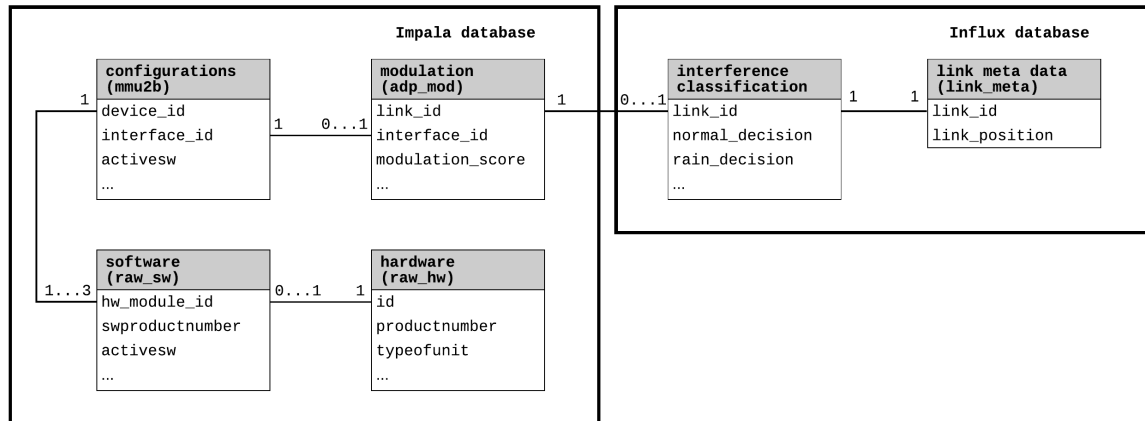 Impala database
configurations
(mmu2b)
device_id
interface_id
activesw
...
1
1
0...1
modulation
(adp_mod)
link_id
interface_id
modulation_score
...
1
software
(raw_sw)
hw_module_id
swproductnumber
activesw
...
1...3
0...1
1
hardware
(raw_hw)
id
productnumber
typeofunit
...
Influx database
0...1
interference
classification
link_id
normal_decision
rain_decision
...
1
1
link meta data
(link_meta)
link_id
link_position